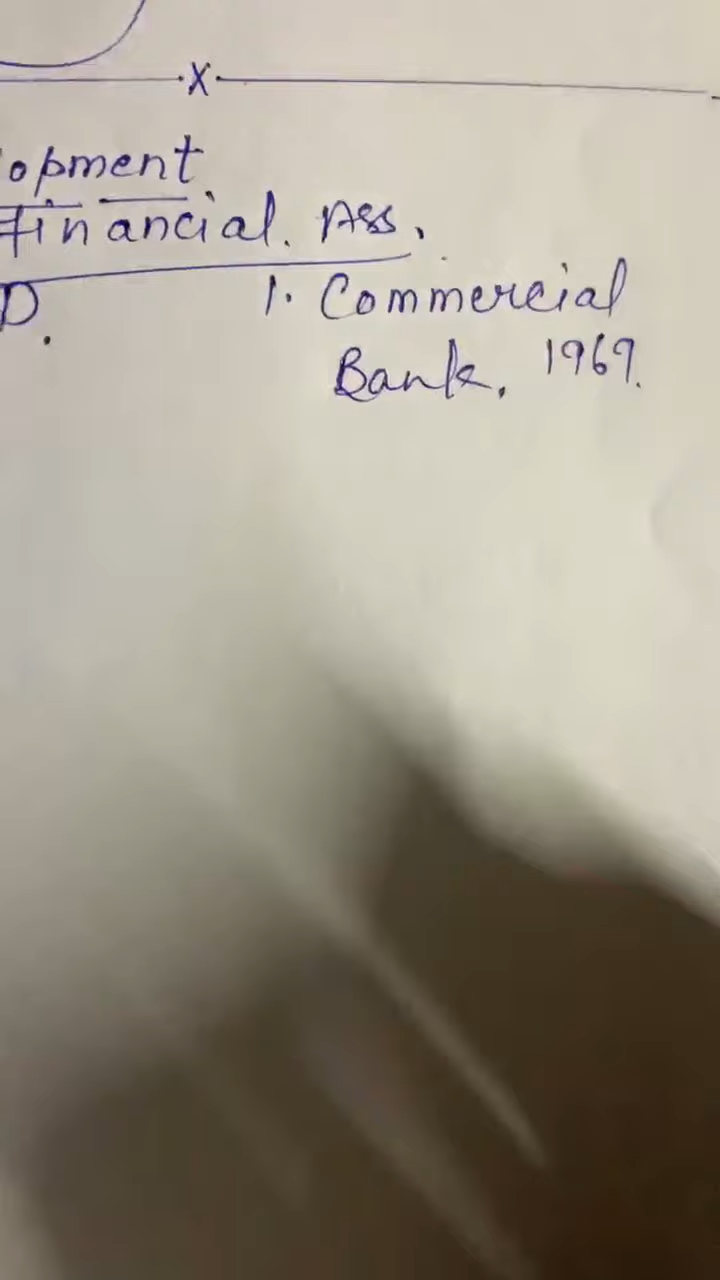 ·X·
opment
Financial. Ass.
D.
1. Commercial
Bank. 1969.